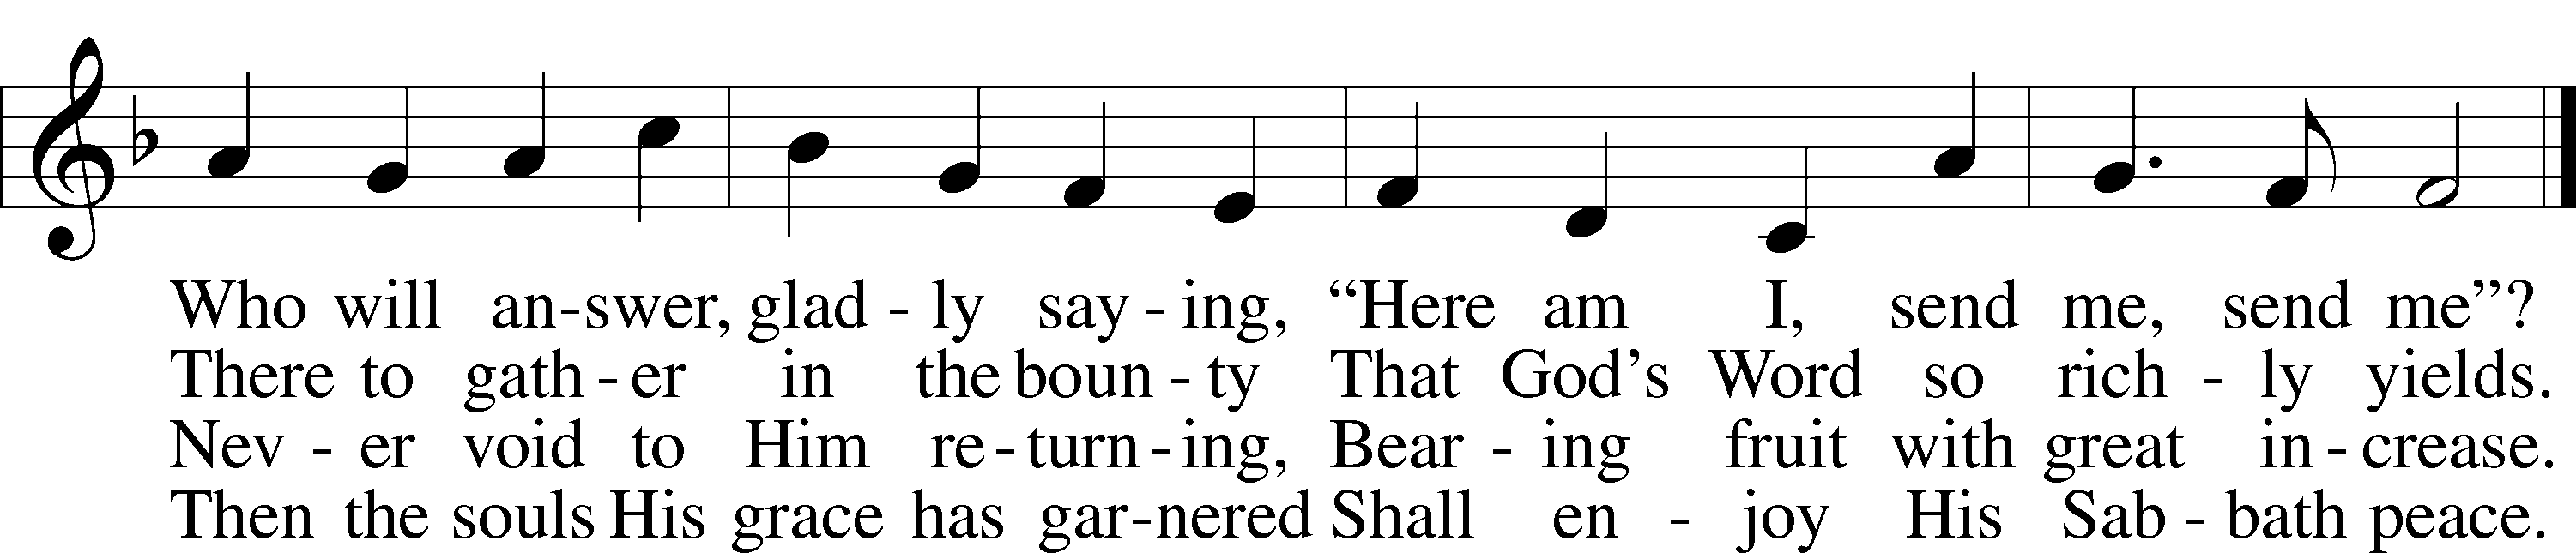 Who will an-swer, glad - ly say - ing, “Here am I, send me, send me”?
There to gath - er in the boun - ty That God’s Word so rich - ly yields.
Nev - er void to Him re - turn - ing, Bear - ing fruit with great in - crease.
Then the souls His grace has gar-nered Shall en - joy His Sab - bath peace.